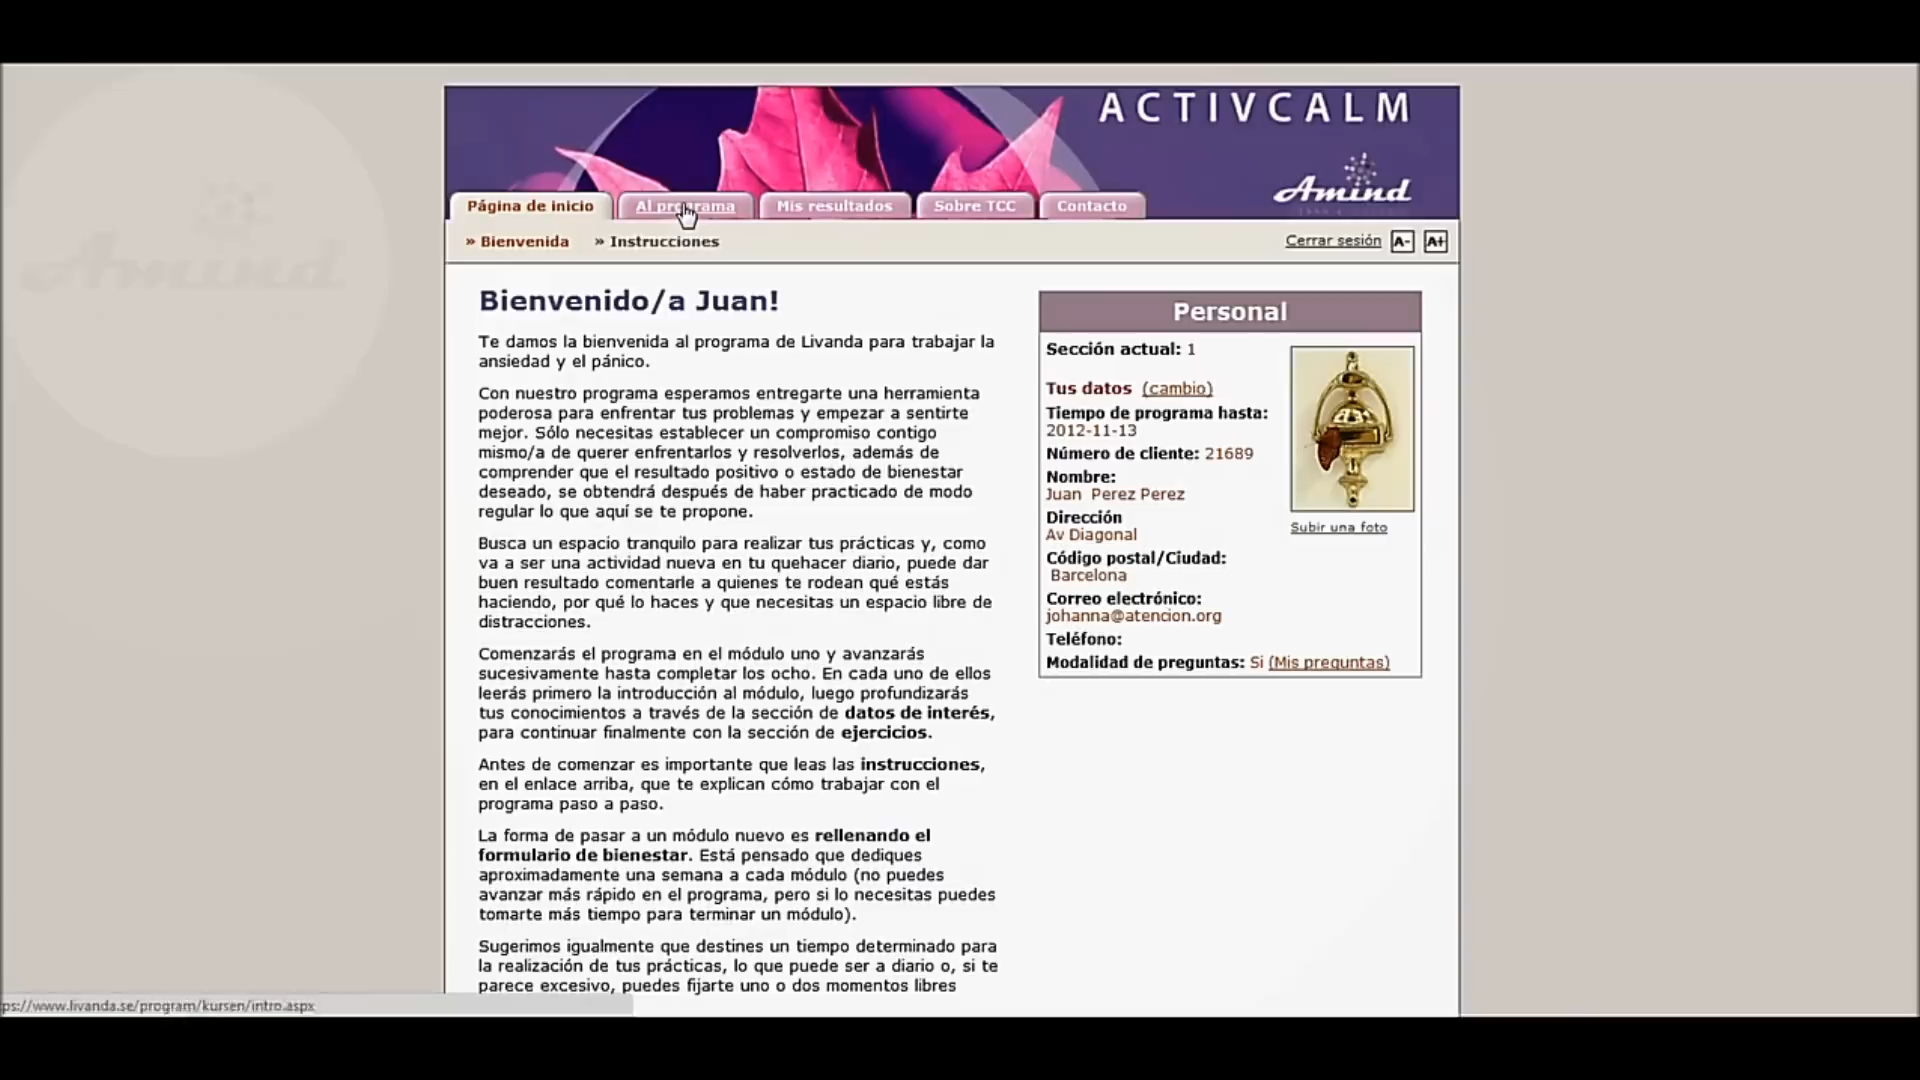 ACTIVCALM
Amind
Página de inicio
Al programa
Mis resultados
Sobre TCC
Contacto
» Bienvenida
» Instrucciones
Cerrar sesión
A-
A+
Amind
Bienvenido/a Juan!
Te damos la bienvenida al programa de Livanda para trabajar la
ansiedad y el pánico.
Con nuestro programa esperamos entregarte una herramienta
poderosa para enfrentar tus problemas y empezar a sentirte
mejor. Sólo necesitas establecer un compromiso contigo
mismo/a de querer enfrentarlos y resolverlos, además de
comprender que el resultado positivo o estado de bienestar
deseado, se obtendrá después de haber practicado de modo
regular lo que aquí se te propone.
Busca un espacio tranquilo para realizar tus prácticas y, como
va a ser una actividad nueva en tu quehacer diario, puede dar
buen resultado comentarle a quienes te rodean qué estás
haciendo, por qué lo haces y que necesitas un espacio libre de
distracciones.
Comenzarás el programa en el módulo uno y avanzarás
sucesivamente hasta completar los ocho. En cada uno de ellos
leerás primero la introducción al módulo, luego profundizarás
tus conocimientos a través de la sección de datos de interés,
para continuar finalmente con la sección de ejercicios.
Antes de comenzar es importante que leas las instrucciones,
en el enlace arriba, que te explican cómo trabajar con el
programa paso a paso.
La forma de pasar a un módulo nuevo es rellenando el
formulario de bienestar. Está pensado que dediques
aproximadamente una semana a cada módulo (no puedes
avanzar más rápido en el programa, pero si lo necesitas puedes
tomarte más tiempo para terminar un módulo).
Sugerimos igualmente que destines un tiempo determinado para
la realización de tus prácticas, lo que puede ser a diario o, si te
parece excesivo, puedes fijarte uno o dos momentos libres
Personal
Sección actual: 1
Tus datos (cambio)
Tiempo de programa hasta:
2012-11-13
Número de cliente: 21689
Nombre:
Juan Perez Perez
Dirección
Av Diagonal
Código postal/Ciudad:
Barcelona
Correo electrónico:
johanna@atencion.org
Teléfono:
Modalidad de preguntas: Si (Mis preguntas)
Subir una foto
ps://www.livanda.se/program/kursen/intro.aspx